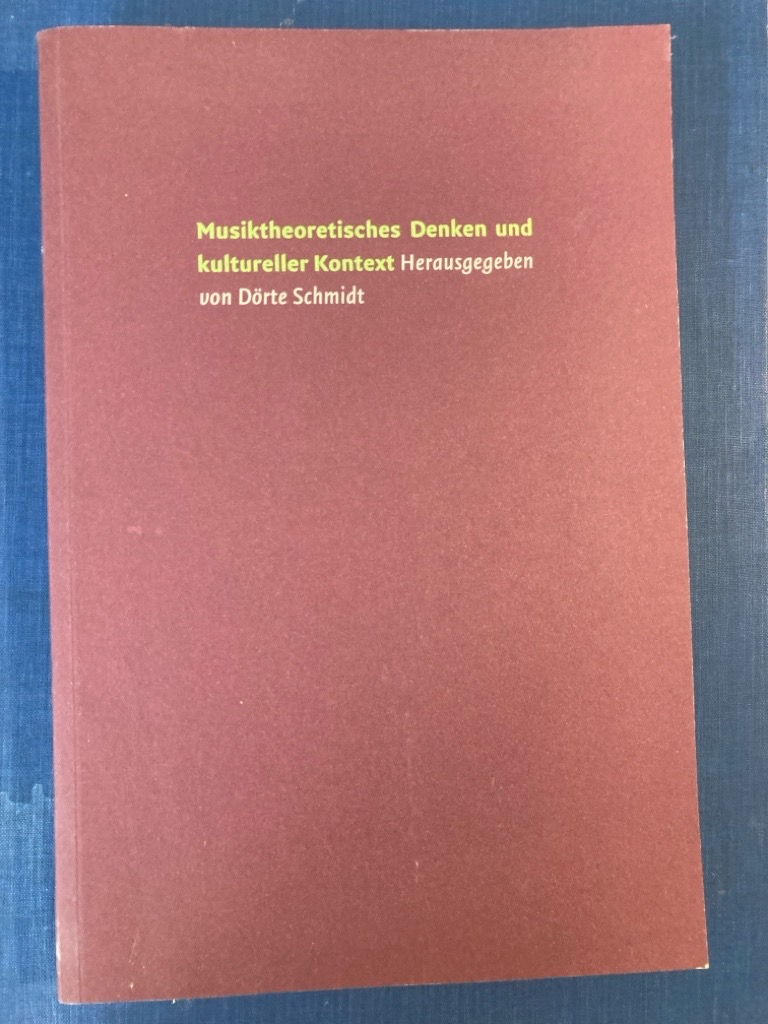 Musiktheoretisches Denken und
kultureller Kontext Herausgegeben
von Dörte Schmidt